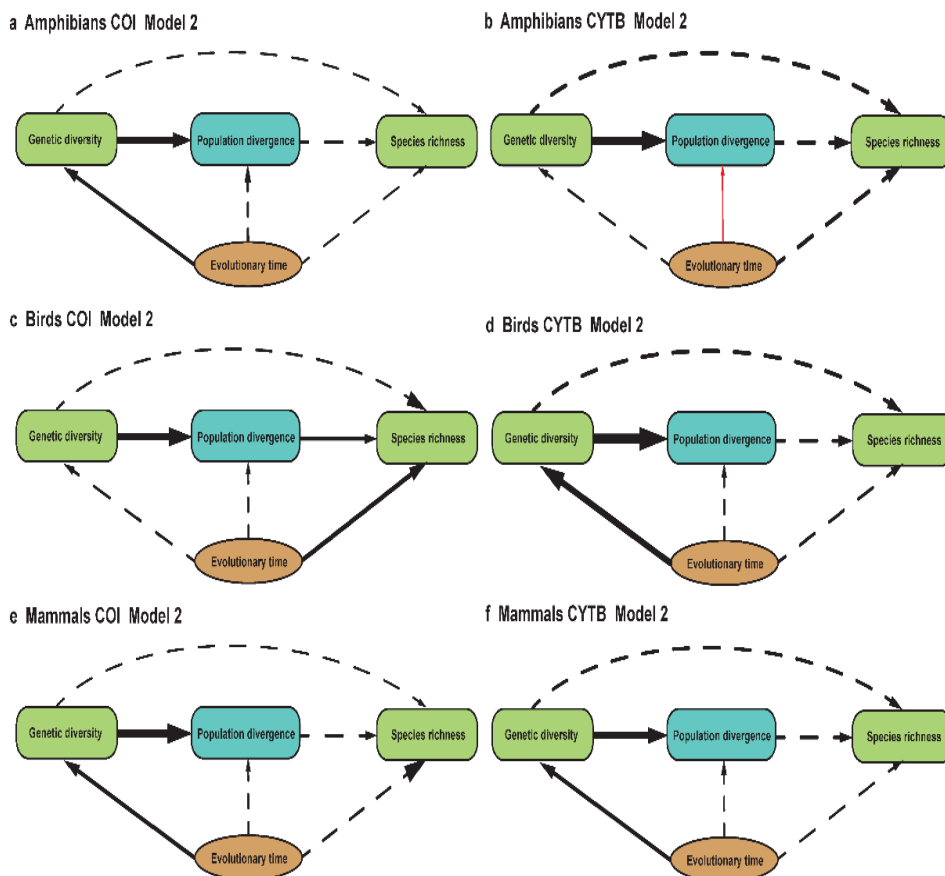 a Amphibians COI Model 2
b Amphibians CYTB Model 2
Genetic diversity
Population divergence
Species richness
Genetic diversity
Population divergence
Species richness
Evolutionary time
Evolutionary time
c Birds COI Model 2
d Birds CYTB Model 2
Genetic diversity
Population divergence
Species richness
Genetic diversity
Population divergence
Species richness
Evolutionary time
Evolutionary time
e Mammals COI Model 2
f Mammals CYTB Model 2
Genetic diversity
Population divergence
Species richness
Genetic diversity
Population divergence
Species richness
Evolutionary time
Evolutionary time